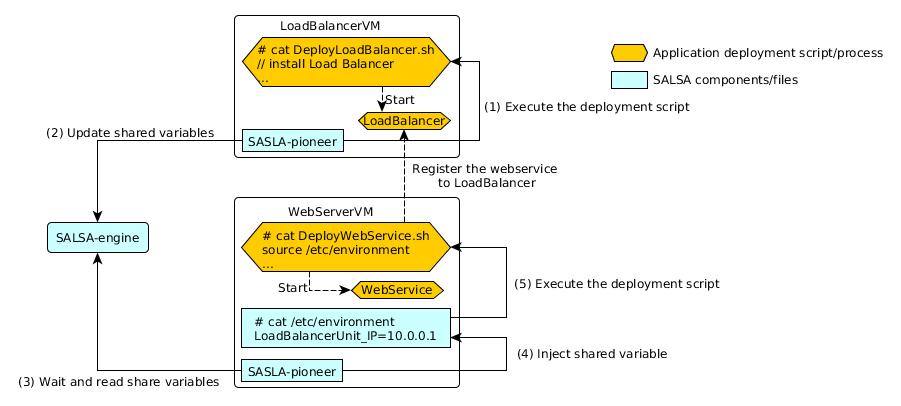 LoadBalancerVM
# cat DeployLoadBalancer.sh
// install Load Balancer
...
Start
LoadBalancer
SASLA-pioneer
Application deployment script/process
SALSA components/files
(1) Execute the deployment script
(2) Update shared variables
Register the webservice
to LoadBalancer
SALSA-engine
WebServerVM
# cat DeployWebService.sh
source /etc/environment
...
Start
WebService
(5) Execute the deployment script
# cat /etc/environment
LoadBalancerUnit_IP=10.0.0.1
(4) Inject shared variable
SASLA-pioneer
(3) Wait and read share variables